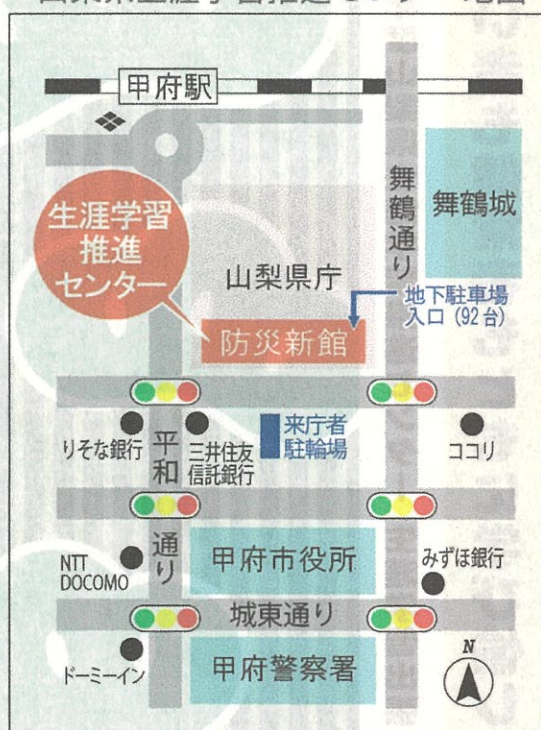 甲府駅
舞鶴通り
舞鶴城
生涯学習
推進
センター
山梨県庁
地下駐車場
入口（92台）
防災新館
りそな銀行
平和通り
三井住友
信託銀行
来庁者
駐輪場
ココリ
NTT
DOCOMO
甲府市役所
みずほ銀行
城東通り
ドーミーイン
甲府警察署
N